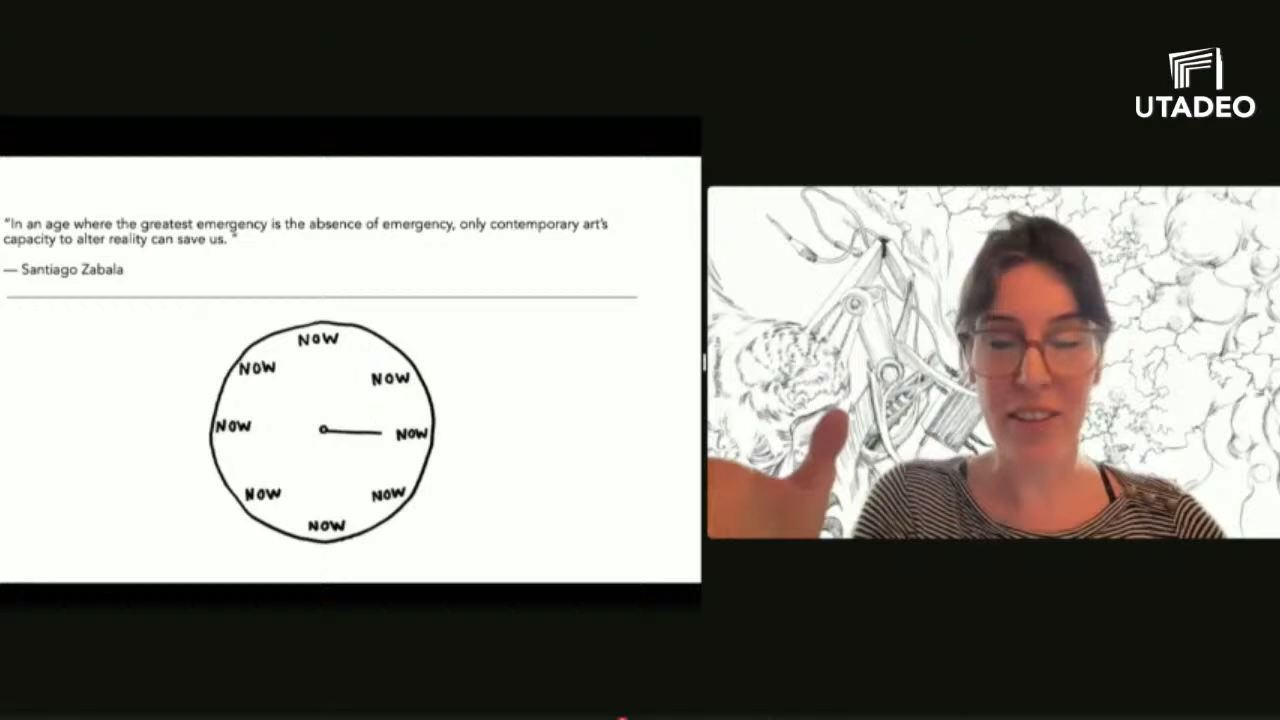 UTADEO
"In an age where the greatest emergency is the absence of emergency, only contemporary art's
capacity to alter reality can save us. "
— Santiago Zabala
NOW
NOW
NOW
NOW
NOW
NOW
NOW
NOW